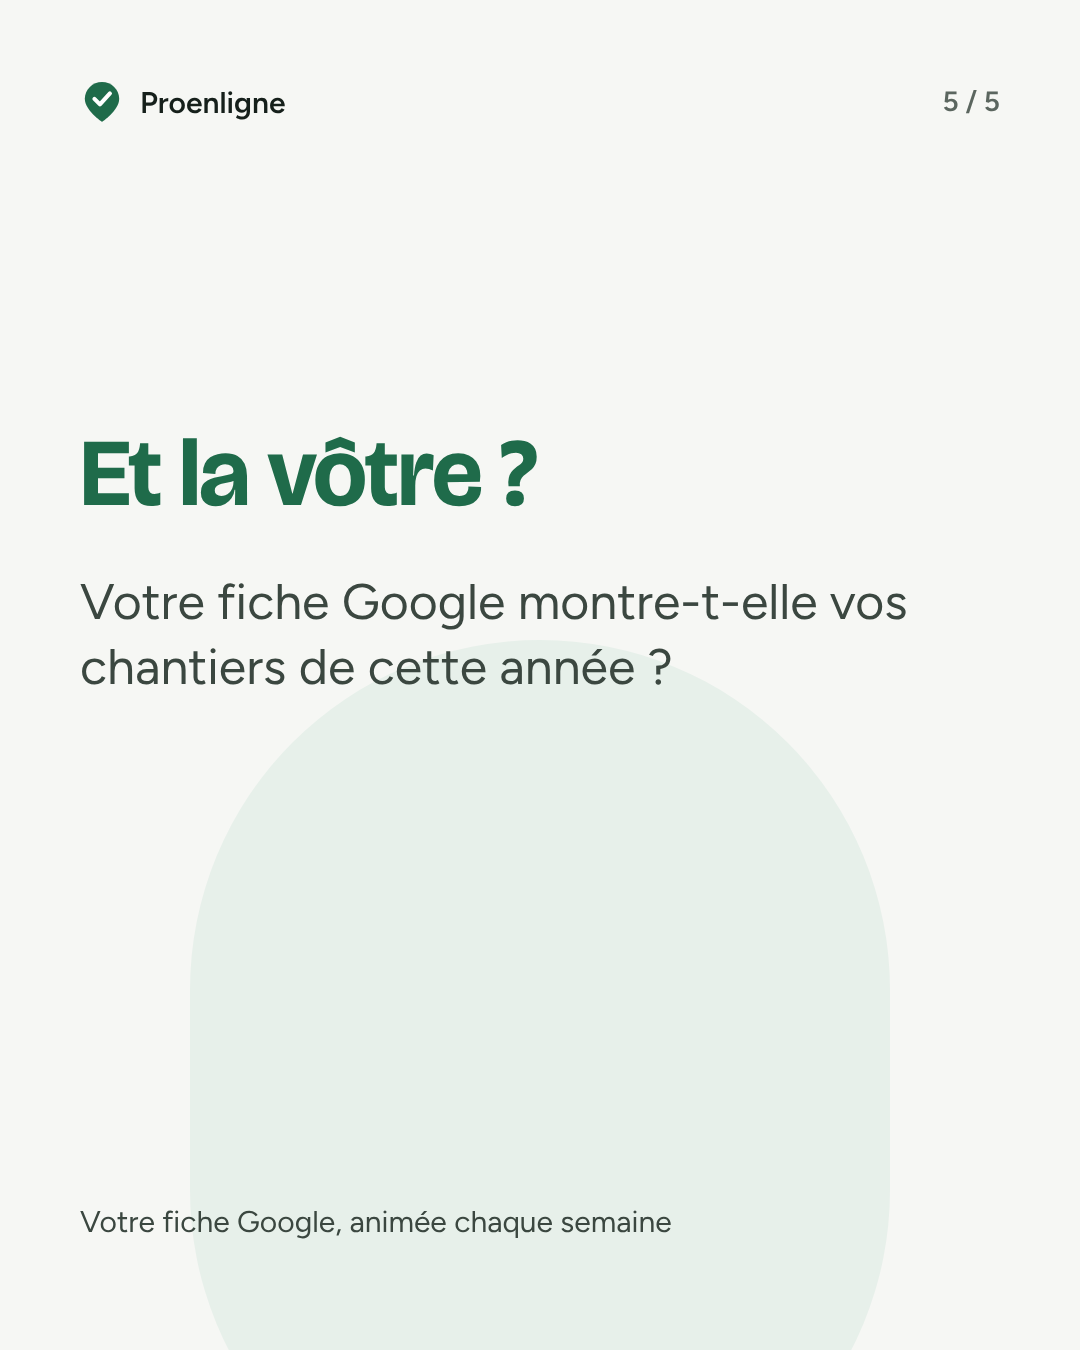 Proenligne
5 / 5
Et la vôtre ?
Votre fiche Google montre-t-elle vos
chantiers de cette année ?
Votre fiche Google, animée chaque semaine